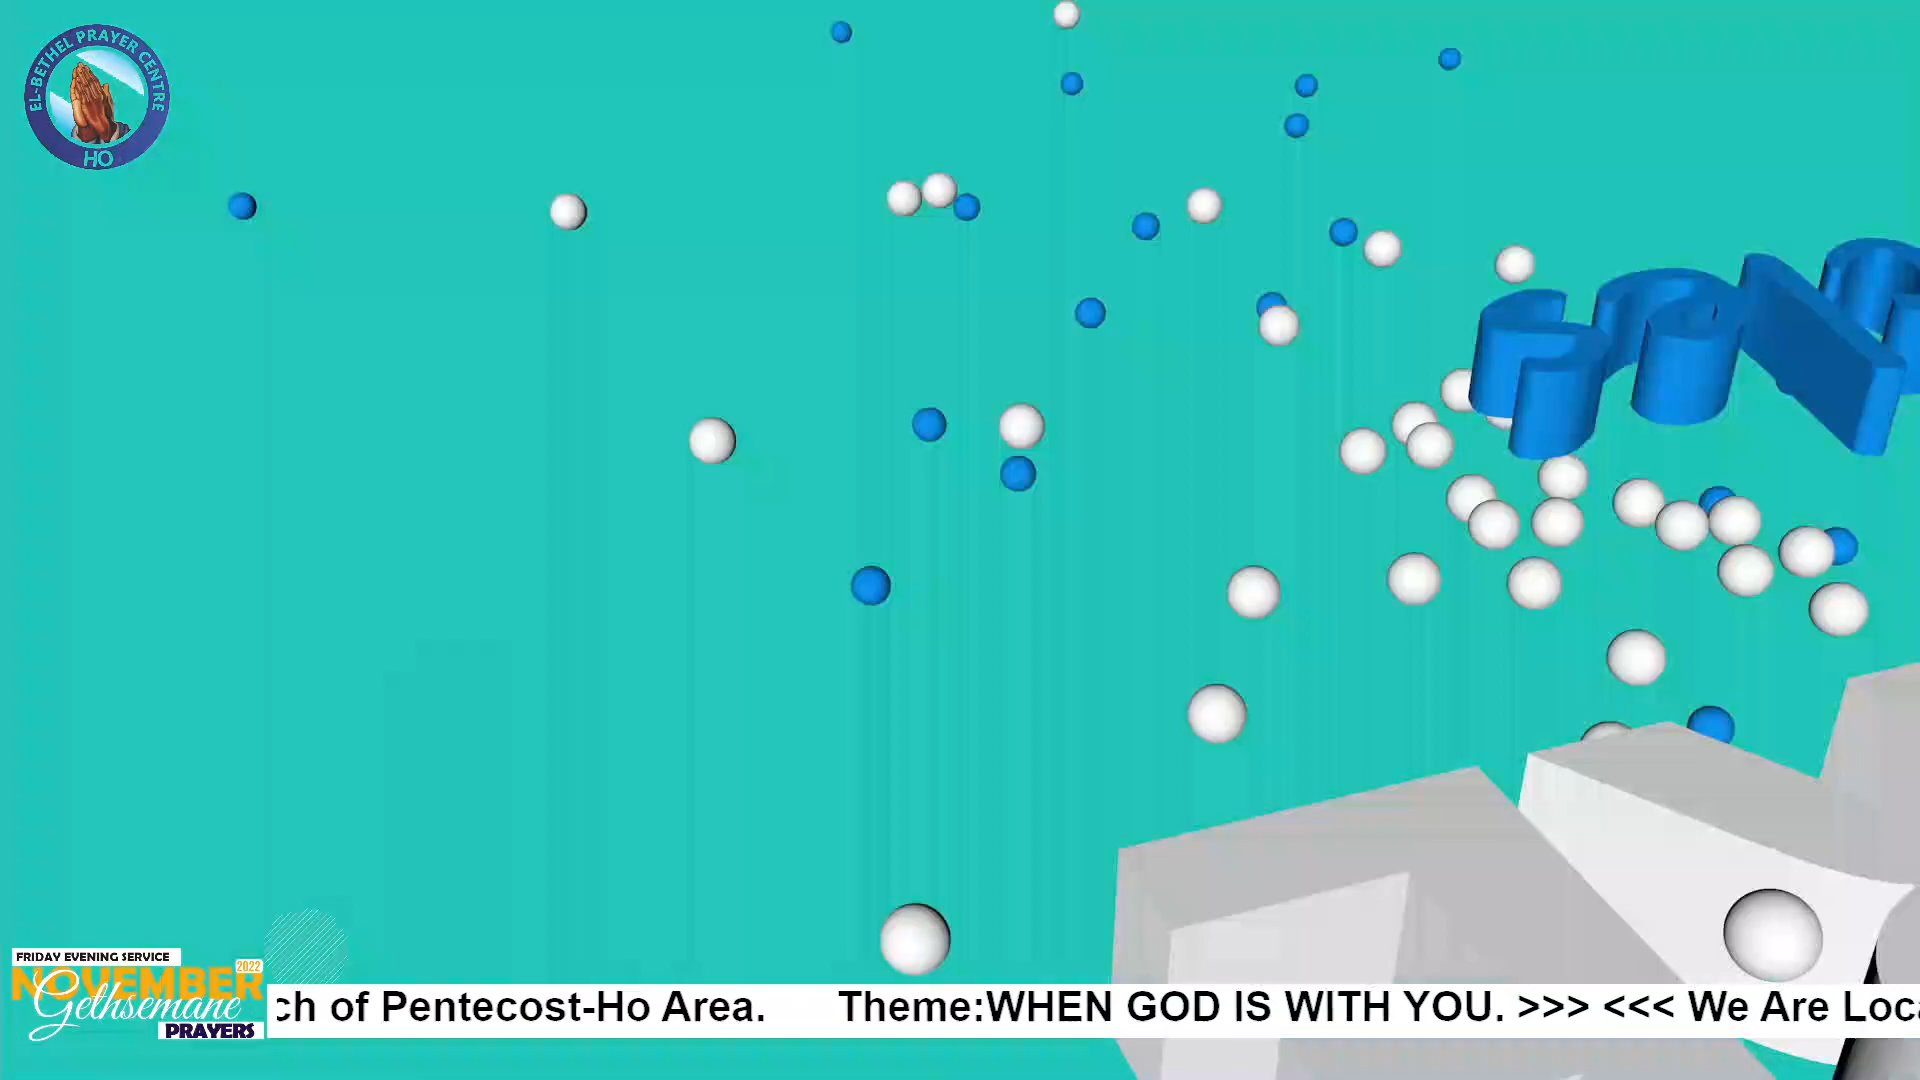 EL-BETHEL PRAYER CENTRE
HO
FRIDAY EVENING SERVICE
NOVEMBER 2022
Gethsemane
PRAYERS
ch of Pentecost-Ho Area. Theme:WHEN GOD IS WITH YOU. >>> <<< We Are Loca